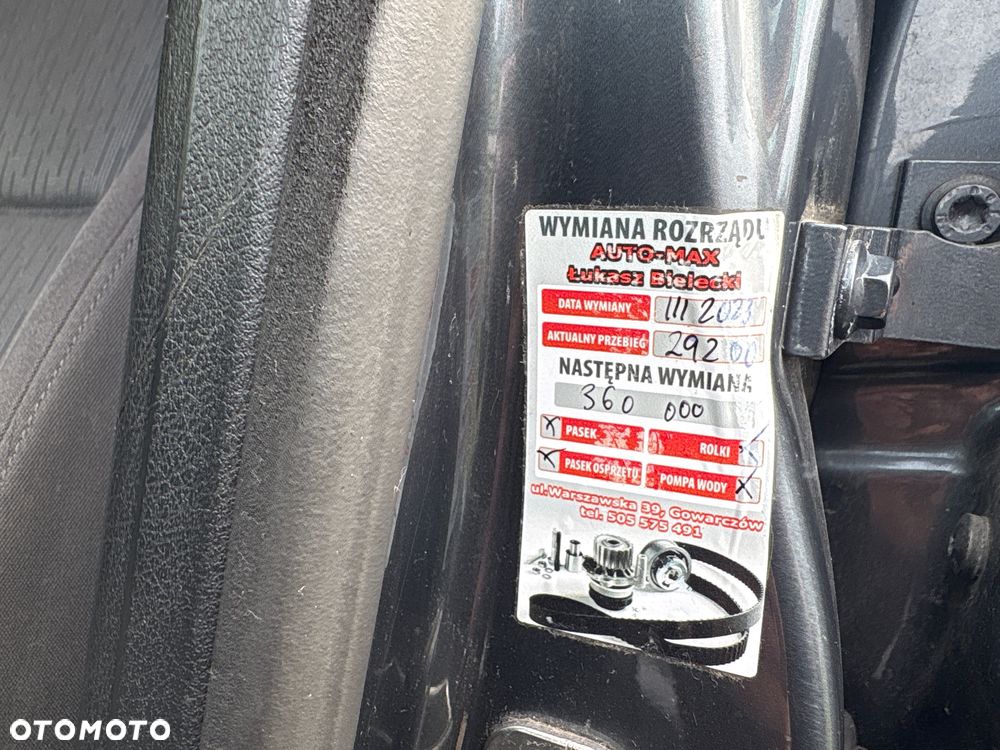 WYMIANA ROZRZĄDU
AUTO-MAX
Łukasz Bielecki
DATA WYMIANY III 2023
AKTUALNY PRZEBIEG 292 00
NASTĘPNA WYMIANA
360 000
X PASEK ROLKI X
X PASEK OSPRZĘTU POMPA WODY X
ul.Warszawska 39, Gowarczów
tel. 505 575 491
OTOMOTO